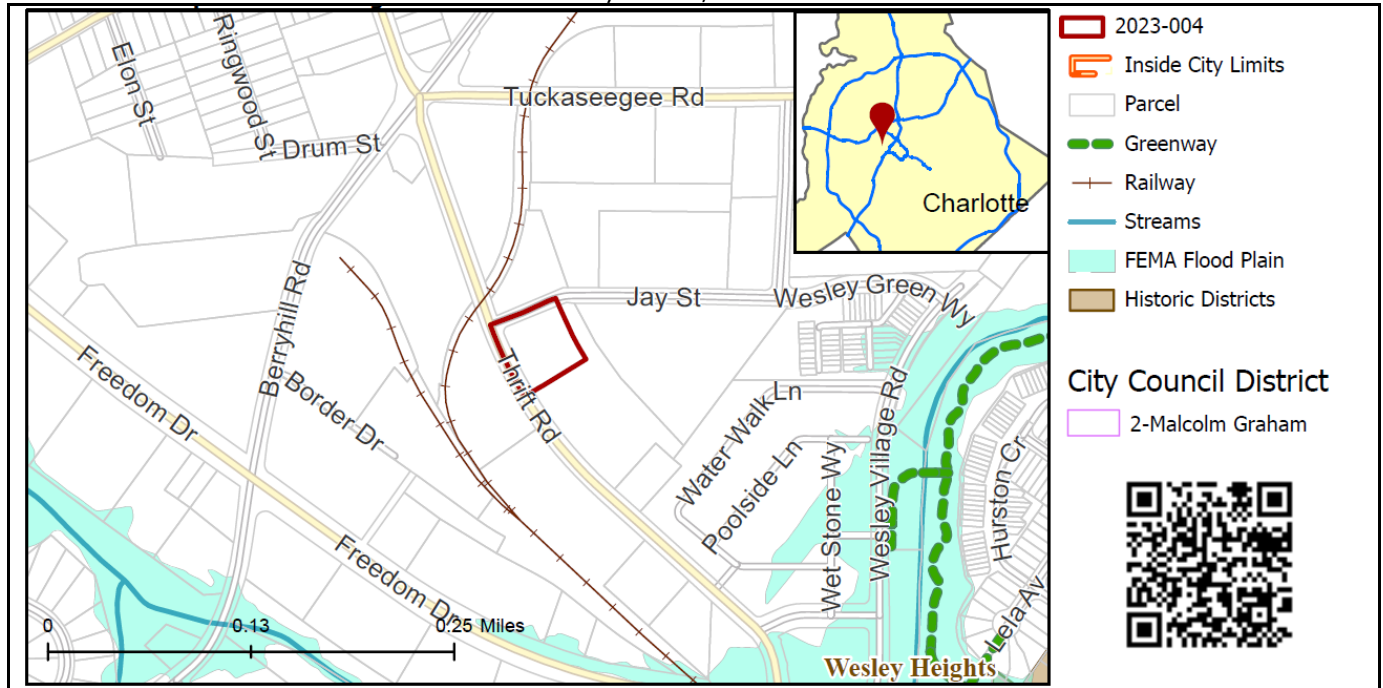 Ringwood St
Elon St
Tuckaseegee Rd
Drum St
Charlotte
Berryhill Rd
Jay St
Wesley Green Wy
Thrift Rd
Freedom Dr
Border Dr
Water Walk Ln
Poolside Ln
Wet Stone Wy
Wesley Village Rd
Hurston Cr
Freedom Dr
Lela Av
0
0.13
0.25 Miles
Wesley Heights
2023-004
Inside City Limits
Parcel
Greenway
Railway
Streams
FEMA Flood Plain
Historic Districts
City Council District
2-Malcolm Graham